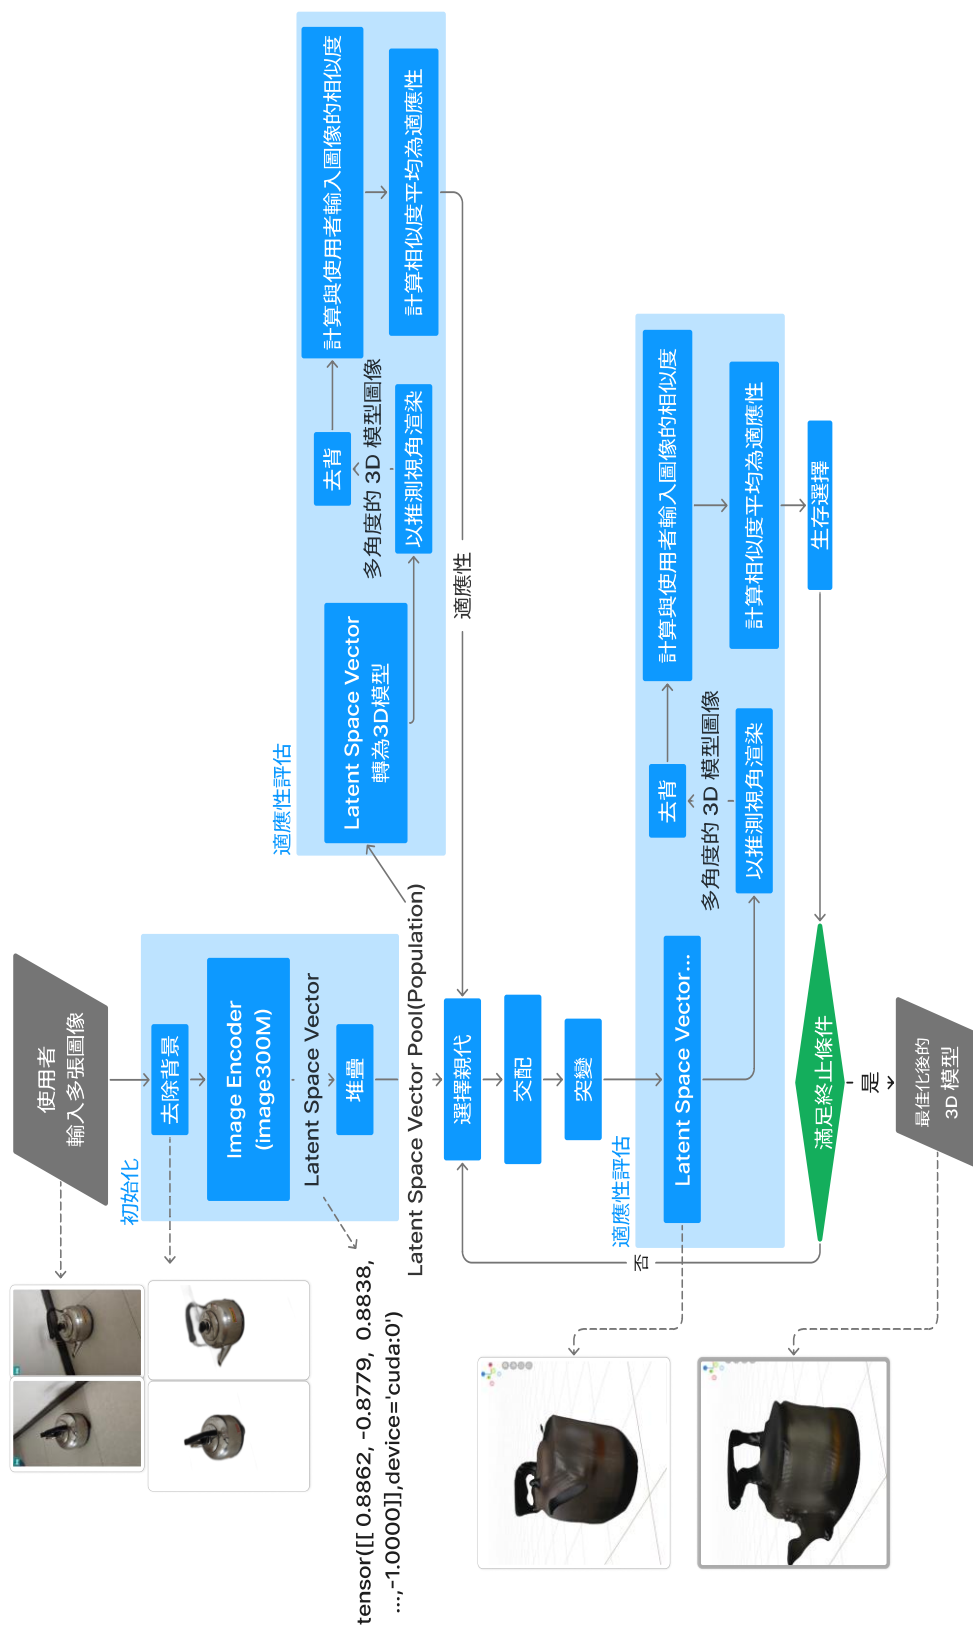 使用者
輸入多張圖像
初始化
去除背景
Image Encoder
(image300M)
Latent Space Vector
堆疊
tensor([[ 0.8862, -0.8779, 0.8838,
...,-1.0000]],device='cuda:0')
Latent Space Vector Pool(Population)
適應性評估
Latent Space Vector
轉為3D模型
以推測視角渲染
多角度的 3D 模型圖像
去背
計算與使用者輸入圖像的相似度
計算相似度平均為適應性
適應性
選擇親代
交配
突變
適應性評估
Latent Space Vector...
以推測視角渲染
多角度的 3D 模型圖像
去背
計算與使用者輸入圖像的相似度
計算相似度平均為適應性
生存選擇
滿足終止條件
否
是
最佳化後的
3D 模型